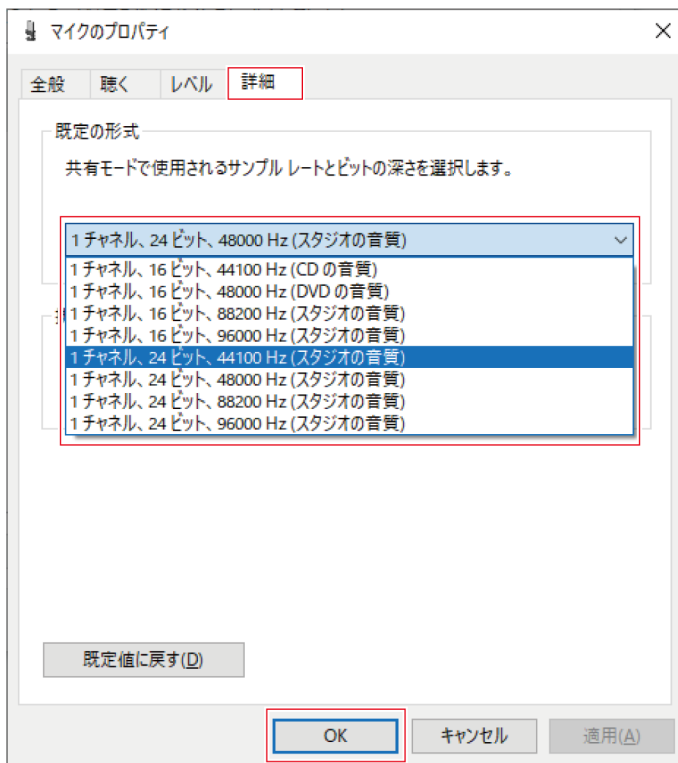 マイクのプロパティ
全般 聴く レベル 詳細
既定の形式
共有モードで使用されるサンプル レートとビットの深さを選択します。
1 チャネル、24 ビット、48000 Hz (スタジオの音質)
1 チャネル、16 ビット、44100 Hz (CD の音質)
1 チャネル、16 ビット、48000 Hz (DVD の音質)
1 チャネル、16 ビット、88200 Hz (スタジオの音質)
1 チャネル、16 ビット、96000 Hz (スタジオの音質)
1 チャネル、24 ビット、44100 Hz (スタジオの音質)
1 チャネル、24 ビット、48000 Hz (スタジオの音質)
1 チャネル、24 ビット、88200 Hz (スタジオの音質)
1 チャネル、24 ビット、96000 Hz (スタジオの音質)
既定値に戻す(D)
OK キャンセル 適用(A)